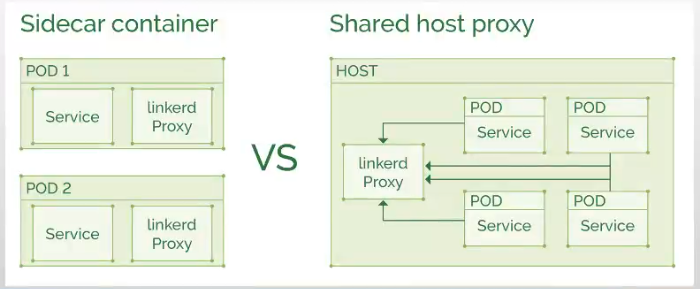 Sidecar container
POD 1
Service
linkerd
Proxy
POD 2
Service
linkerd
Proxy
VS
Shared host proxy
HOST
linkerd
Proxy
POD
Service
POD
Service
POD
Service
POD
Service